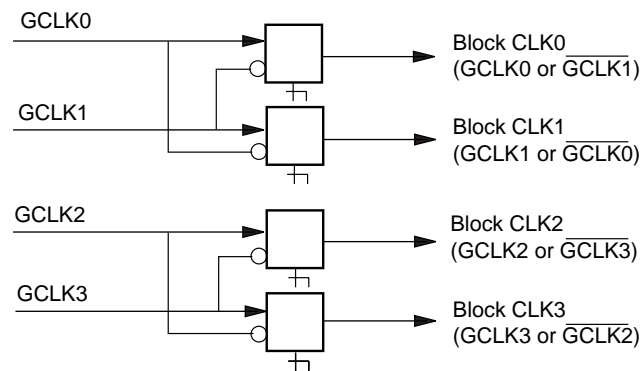 GCLK0
Block CLK0
(GCLK0 or GCLK1)
GCLK1
Block CLK1
(GCLK1 or GCLK0)
GCLK2
Block CLK2
(GCLK2 or GCLK3)
GCLK3
Block CLK3
(GCLK3 or GCLK2)